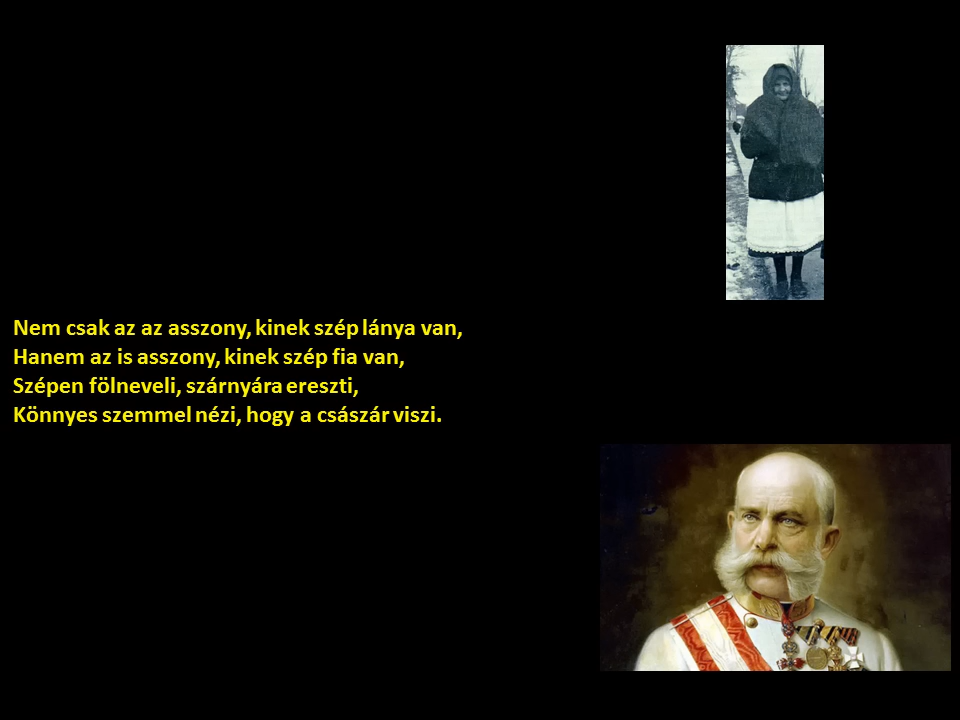 Nem csak az az asszony, kinek szép lánya van,
Hanem az is asszony, kinek szép fia van,
Szépen fölneveli, szárnyára ereszti,
Könnyes szemmel nézi, hogy a császár viszi.